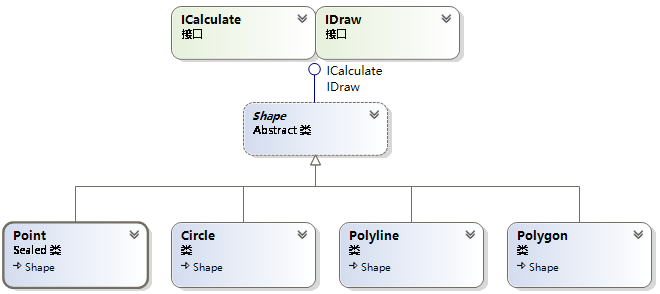 ICalculate
接口
IDraw
接口
ICalculate
IDraw
Shape
Abstract 类
Point
Sealed 类
Shape
Circle
类
Shape
Polyline
类
Shape
Polygon
类
Shape